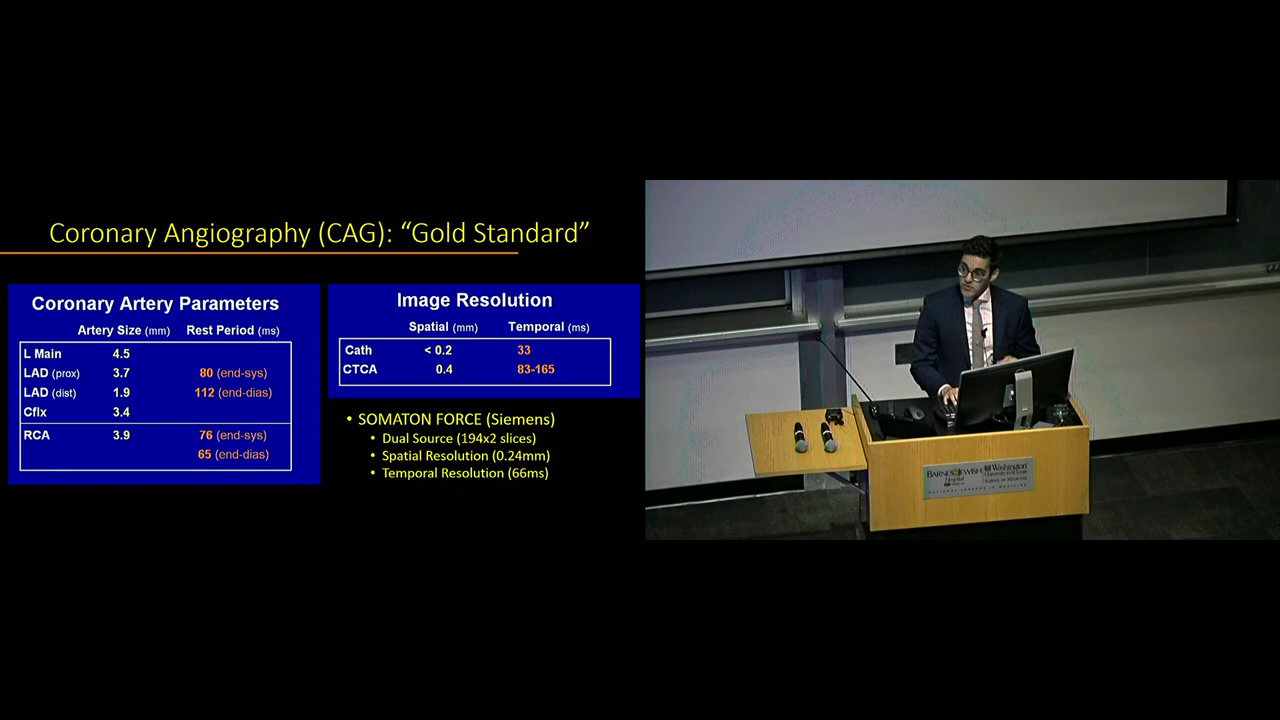 Coronary Angiography (CAG): “Gold Standard”
Coronary Artery Parameters
Artery Size (mm) Rest Period (ms)
L Main 4.5
LAD (prox) 3.7 80 (end-sys)
LAD (dist) 1.9 112 (end-dias)
Cflx 3.4
RCA 3.9 76 (end-sys)
65 (end-dias)
Image Resolution
Spatial (mm) Temporal (ms)
Cath < 0.2 33
CTCA 0.4 83-165
• SOMATON FORCE (Siemens)
• Dual Source (194x2 slices)
• Spatial Resolution (0.24mm)
• Temporal Resolution (66ms)
BARNES JEWISH
Hospital
Washington
University in St. Louis
School of Medicine
NATIONAL LEADERS IN MEDICINE